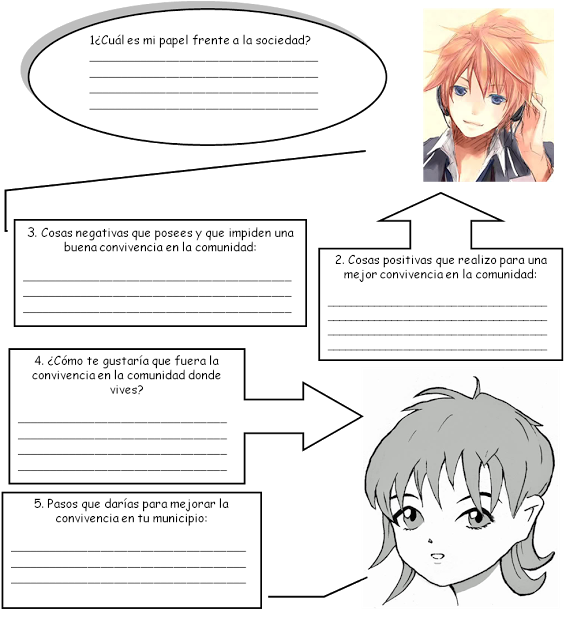 1¿Cuál es mi papel frente a la sociedad?
3. Cosas negativas que posees y que impiden una
buena convivencia en la comunidad:
2. Cosas positivas que realizo para una
mejor convivencia en la comunidad:
4. ¿Cómo te gustaría que fuera la
convivencia en la comunidad donde
vives?
5. Pasos que darías para mejorar la
convivencia en tu municipio: